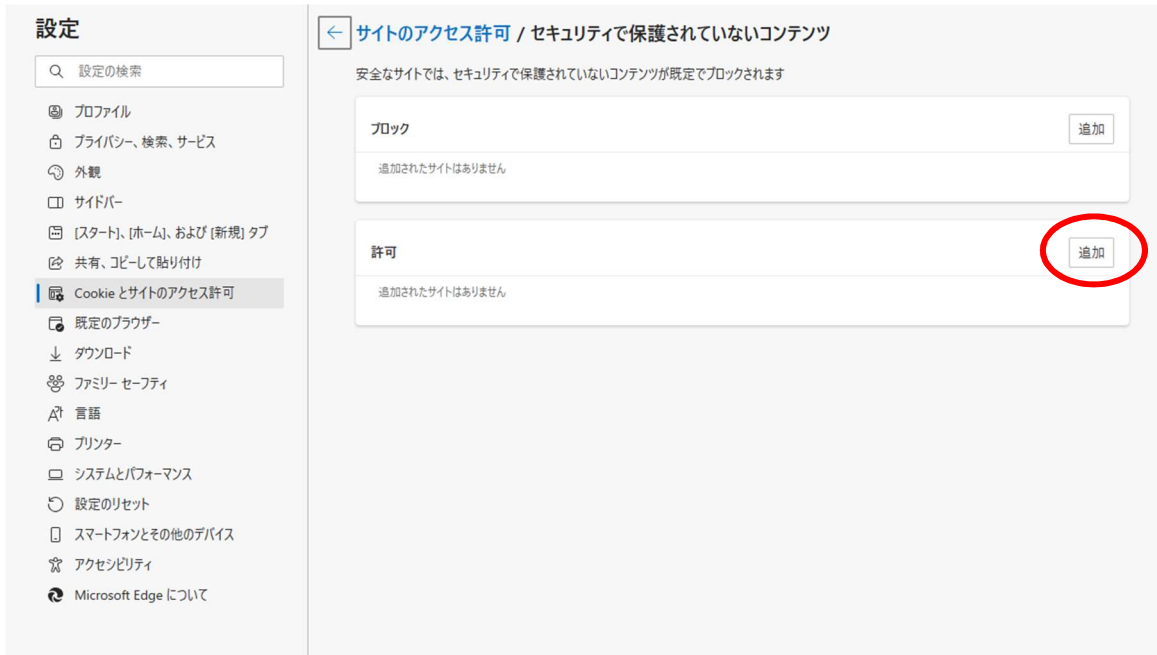 設定
設定の検索
プロファイル
プライバシー、検索、サービス
外観
サイドバー
[スタート]、[ホーム]、および [新規] タブ
共有、コピーして貼り付け
Cookie とサイトのアクセス許可
既定のブラウザー
ダウンロード
ファミリー セーフティ
言語
プリンター
システムとパフォーマンス
設定のリセット
スマートフォンとその他のデバイス
アクセシビリティ
Microsoft Edge について
サイトのアクセス許可 / セキュリティで保護されていないコンテンツ
安全なサイトでは、セキュリティで保護されていないコンテンツが既定でブロックされます
ブロック 追加
追加されたサイトはありません
許可 追加
追加されたサイトはありません